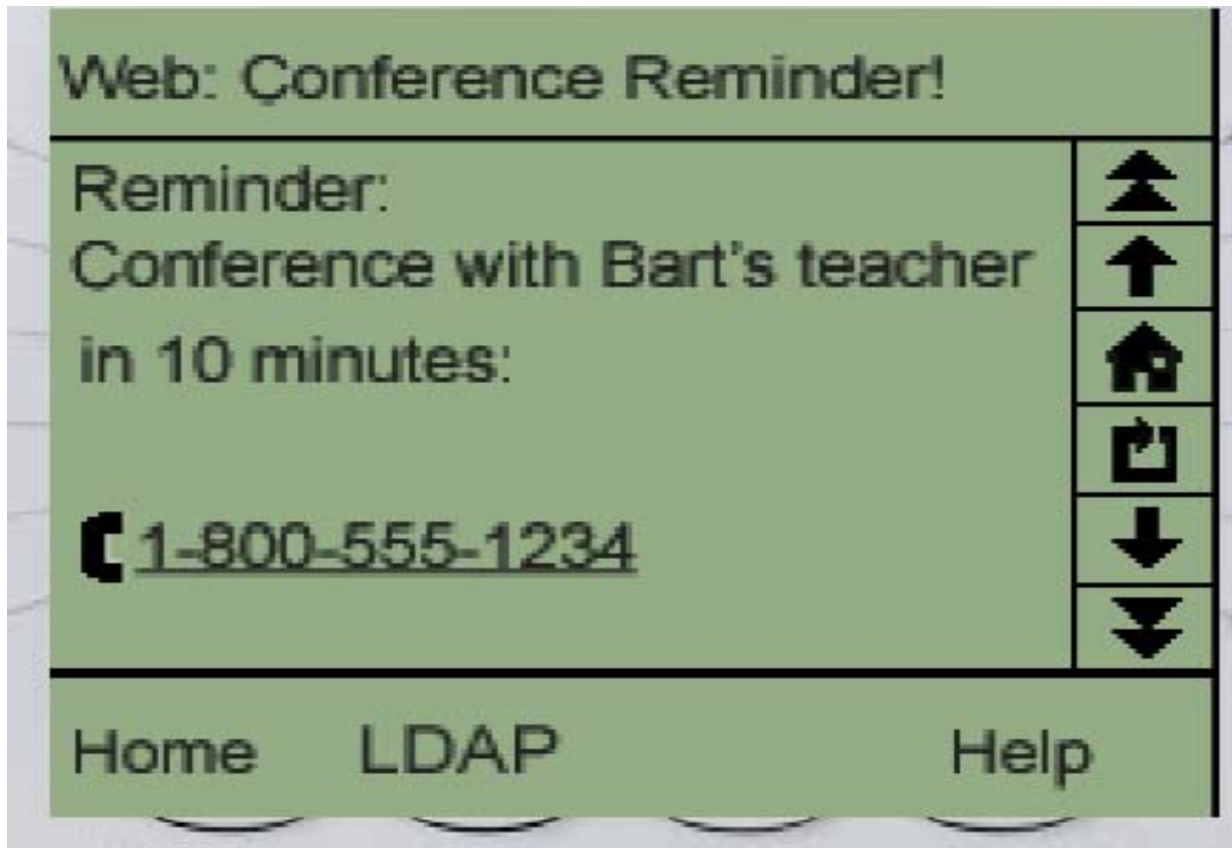 Web: Conference Reminder!
Reminder:
Conference with Bart's teacher
in 10 minutes:
1-800-555-1234
Home LDAP Help